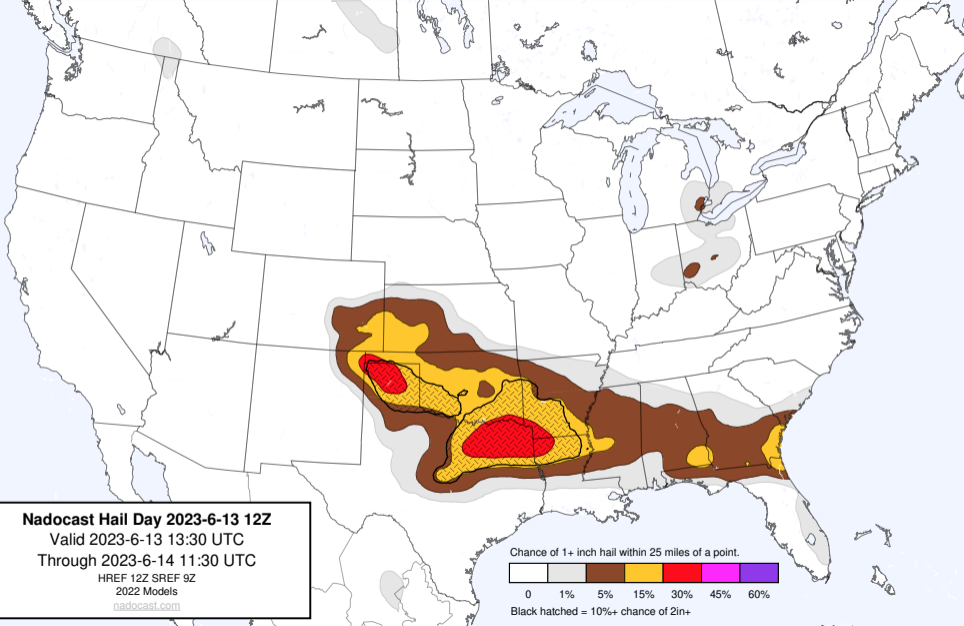 Nadocast Hail Day 2023-6-13 12Z
Valid 2023-6-13 13:30 UTC
Through 2023-6-14 11:30 UTC
HREF 12Z SREF 9Z
2022 Models
nadocast.com
Chance of 1+ inch hail within 25 miles of a point.
0 1% 5% 15% 30% 45% 60%
Black hatched = 10%+ chance of 2in+